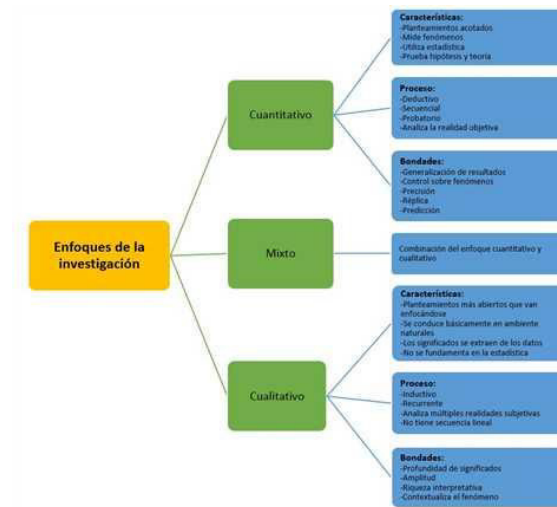 Enfoques de la
investigación
Cuantitativo
Características:
-Planteamientos acotados
-Mide fenómenos
-Utiliza estadística
-Prueba hipótesis y teoría
Proceso:
-Deductivo
-Secuencial
-Probatorio
-Analiza la realidad objetiva
Bondades:
-Generalización de resultados
-Control sobre fenómenos
-Precisión
-Réplica
-Predicción
Mixto
Combinación del enfoque cuantitativo y
cualitativo
Cualitativo
Características:
-Planteamientos más abiertos que van
enfocándove
-Se conduce básicamente en ambiente
naturales
-Los significados se extraen de los datos
-No se fundamenta en la estadística
Proceso:
-Inductivo
-Recurrente
-Analiza múltiples realidades subjetivas
-No tiene secuencia lineal
Bondades:
-Profundidad de significados
-Amplitud
-Riqueza interpretativa
-Contextualiza el fenómeno